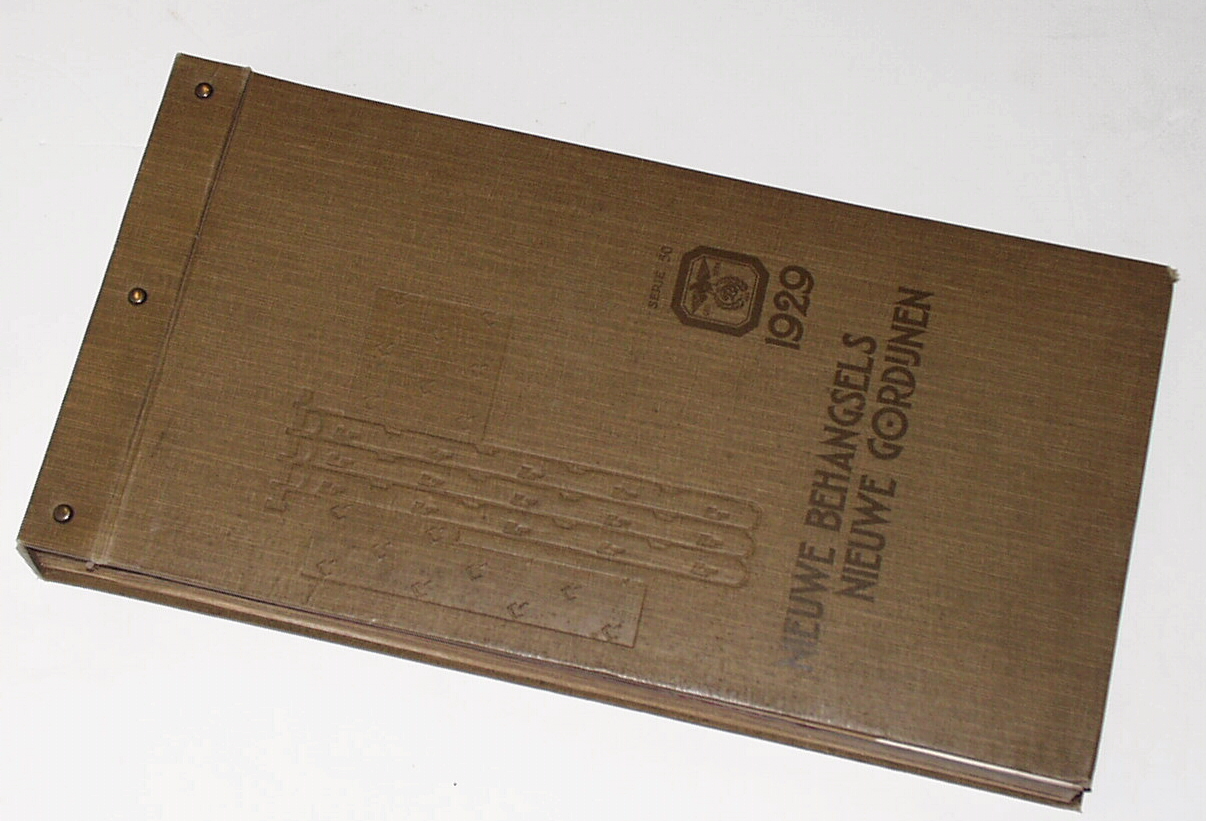 NIEUWE BEHANGSELS
NIEUWE GORDIJNEN
1929
SERIE 50